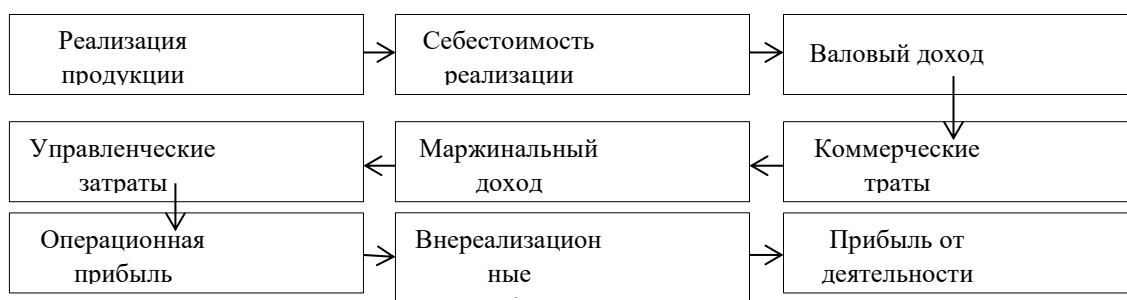 Реализация
продукции
Себестоимость
реализации
Валовый доход
Управленческие
затраты
Маржинальный
доход
Коммерческие
траты
Операционная
прибыль
Внереализацион
ные
Прибыль от
деятельности